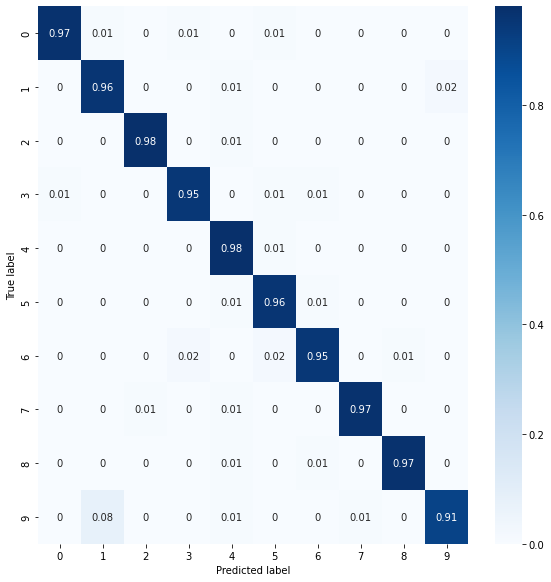 0 0.97 0.01 0 0.01 0 0.01 0 0 0 0
1 0 0.96 0 0 0.01 0 0 0 0 0.02
2 0 0 0.98 0 0.01 0 0 0 0 0
3 0.01 0 0 0.95 0 0.01 0.01 0 0 0
4 0 0 0 0 0.98 0.01 0 0 0 0
5 0 0 0 0 0.01 0.96 0.01 0 0 0
6 0 0 0 0.02 0 0.02 0.95 0 0.01 0
7 0 0 0.01 0 0.01 0 0 0.97 0 0
8 0 0 0 0 0.01 0 0.01 0 0.97 0
9 0 0.08 0 0 0.01 0 0 0.01 0 0.91
0 1 2 3 4 5 6 7 8 9
True label
Predicted label
0.8
0.6
0.4
0.2
0.0